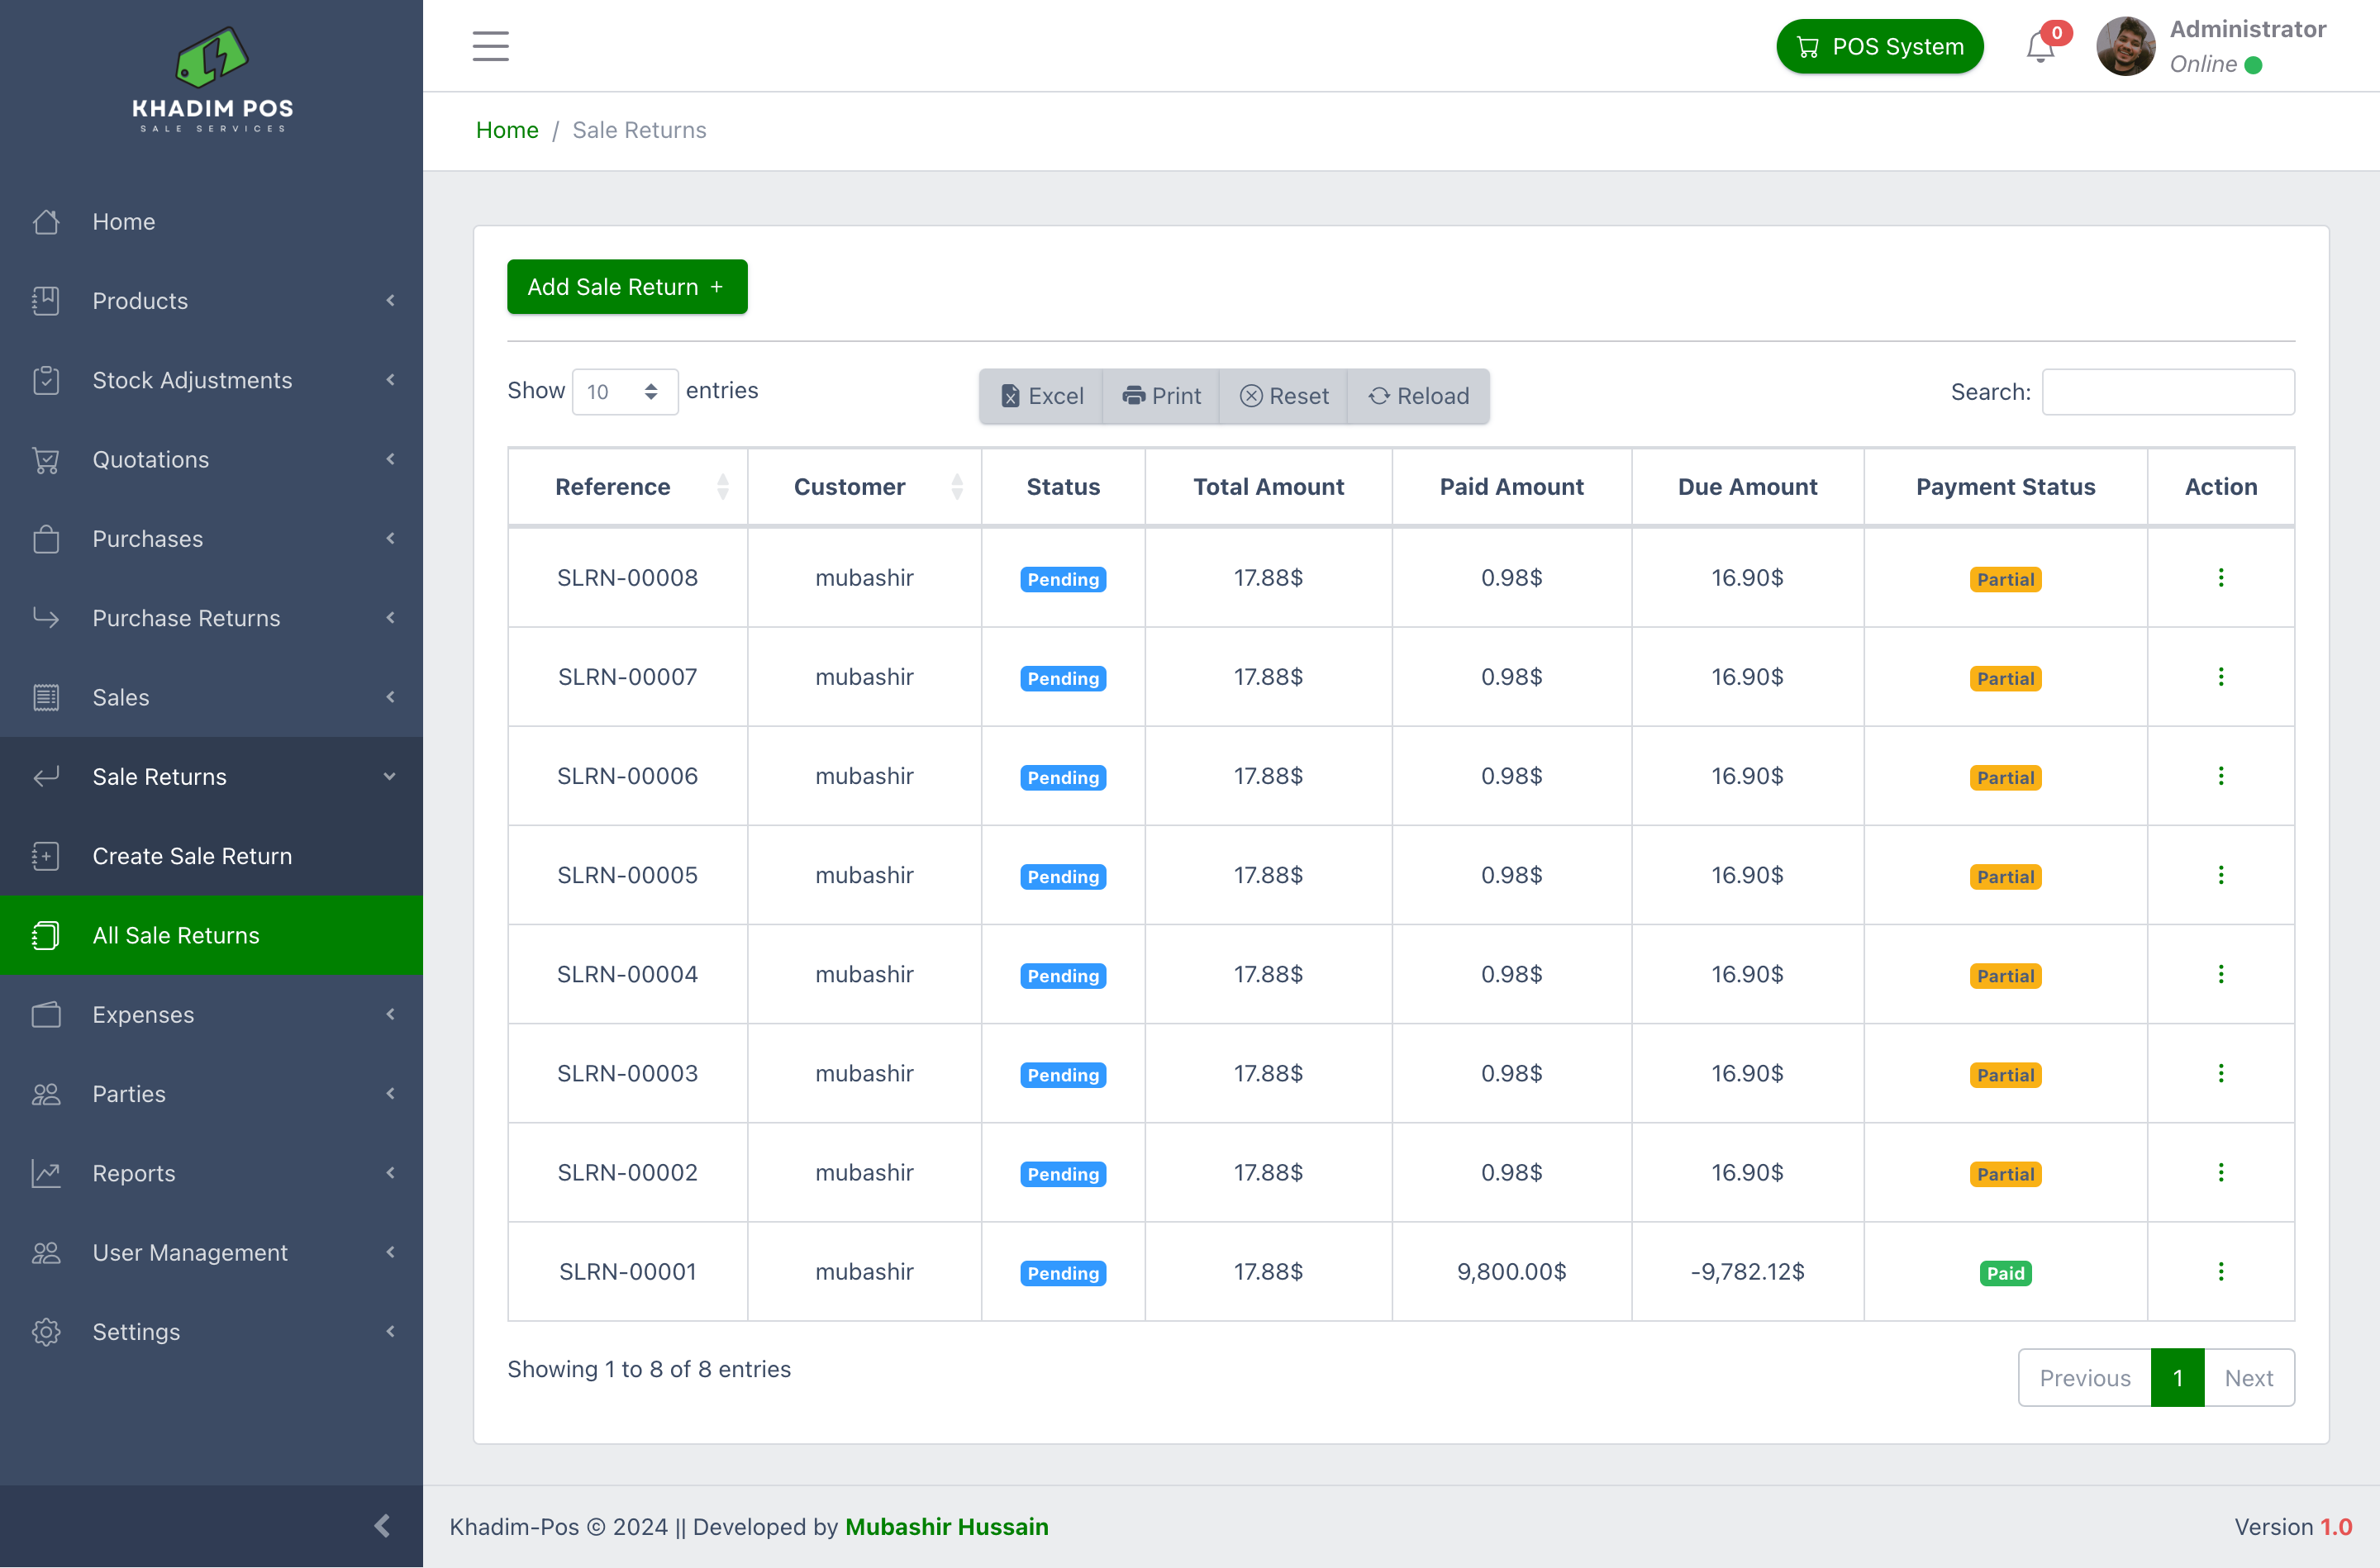 KHADIM POS
SALE SERVICES
POS System
0
Administrator
Online
Home / Sale Returns
Home
Products
Stock Adjustments
Quotations
Purchases
Purchase Returns
Sales
Sale Returns
Create Sale Return
All Sale Returns
Expenses
Parties
Reports
User Management
Settings
Add Sale Return +
Show 10 entries
Excel Print Reset Reload
Search:
Reference Customer Status Total Amount Paid Amount Due Amount Payment Status Action
SLRN-00008 mubashir Pending 17.88$ 0.98$ 16.90$ Partial
SLRN-00007 mubashir Pending 17.88$ 0.98$ 16.90$ Partial
SLRN-00006 mubashir Pending 17.88$ 0.98$ 16.90$ Partial
SLRN-00005 mubashir Pending 17.88$ 0.98$ 16.90$ Partial
SLRN-00004 mubashir Pending 17.88$ 0.98$ 16.90$ Partial
SLRN-00003 mubashir Pending 17.88$ 0.98$ 16.90$ Partial
SLRN-00002 mubashir Pending 17.88$ 0.98$ 16.90$ Partial
SLRN-00001 mubashir Pending 17.88$ 9,800.00$ -9,782.12$ Paid
Showing 1 to 8 of 8 entries
Previous 1 Next
Khadim-Pos © 2024 || Developed by Mubashir Hussain
Version 1.0